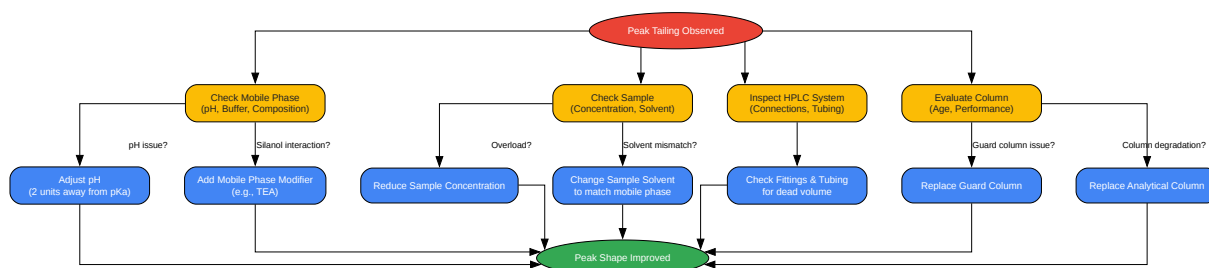 Peak Tailing Observed
Check Mobile Phase
(pH, Buffer, Composition)
Check Sample
(Concentration, Solvent)
Inspect HPLC System
(Connections, Tubing)
Evaluate Column
(Age, Performance)
pH issue?
Silanol interaction?
Overload?
Solvent mismatch?
Guard column issue?
Column degradation?
Adjust pH
(2 units away from pKa)
Add Mobile Phase Modifier
(e.g., TEA)
Reduce Sample Concentration
Change Sample Solvent
to match mobile phase
Check Fittings & Tubing
for dead volume
Replace Guard Column
Replace Analytical Column
Peak Shape Improved